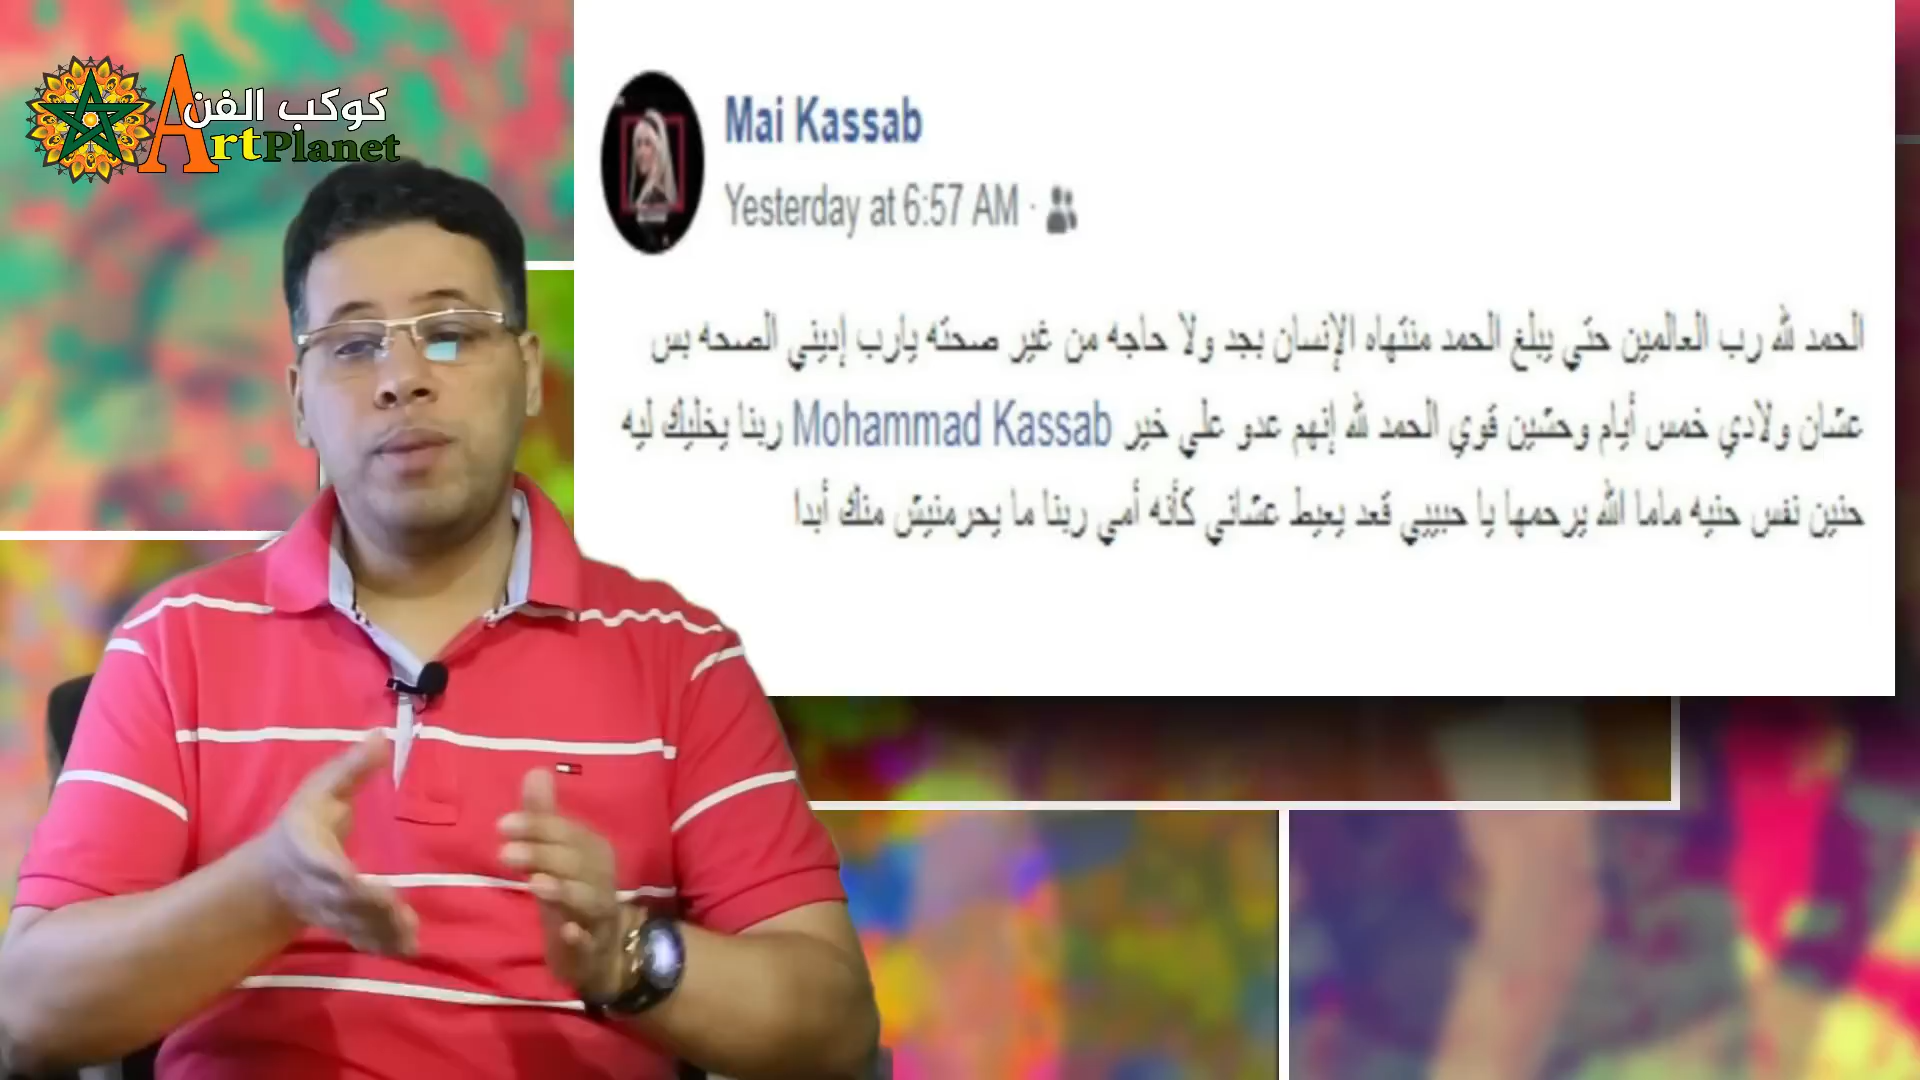 كوكب الفن
ArtPlanet
Mai Kassab
Yesterday at 6:57 AM ·
الحمد لله رب العالمين حتي يبلغ الحمد منتهاه الإنسان بجد ولا حاجه من غير صحته يارب إديني الصحه بس
عشان ولادي خمس أيام وحشين قوي الحمد لله إنهم عدو علي خير Mohammad Kassab ربنا يخليك ليه
حنين نفس حنيه ماما الله يرحمها يا حبيبي قعد يعيط عشاني كأنه أمي ربنا ما يحرمنيش منك أبدا